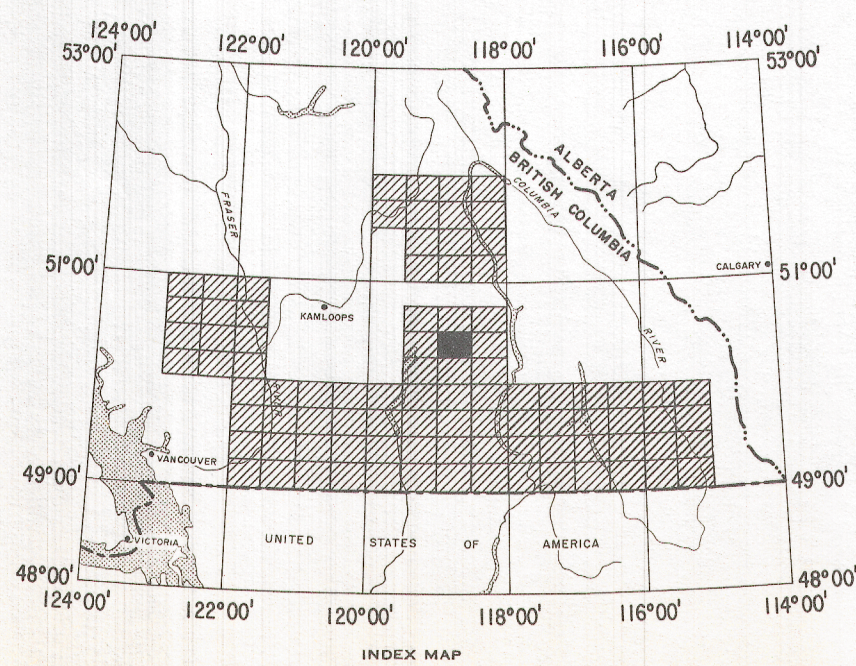 124°00' 122°00' 120°00' 118°00' 116°00' 114°00'
53°00' 53°00'
ALBERTA
BRITISH COLUMBIA
COLUMBIA
FRASER
51°00' CALGARY 51°00'
KAMLOOPS
RIVER
RIVER
VANCOUVER
49°00' 49°00'
VICTORIA UNITED STATES OF AMERICA
48°00' 48°00'
124°00' 122°00' 120°00' 118°00' 116°00' 114°00'
INDEX MAP